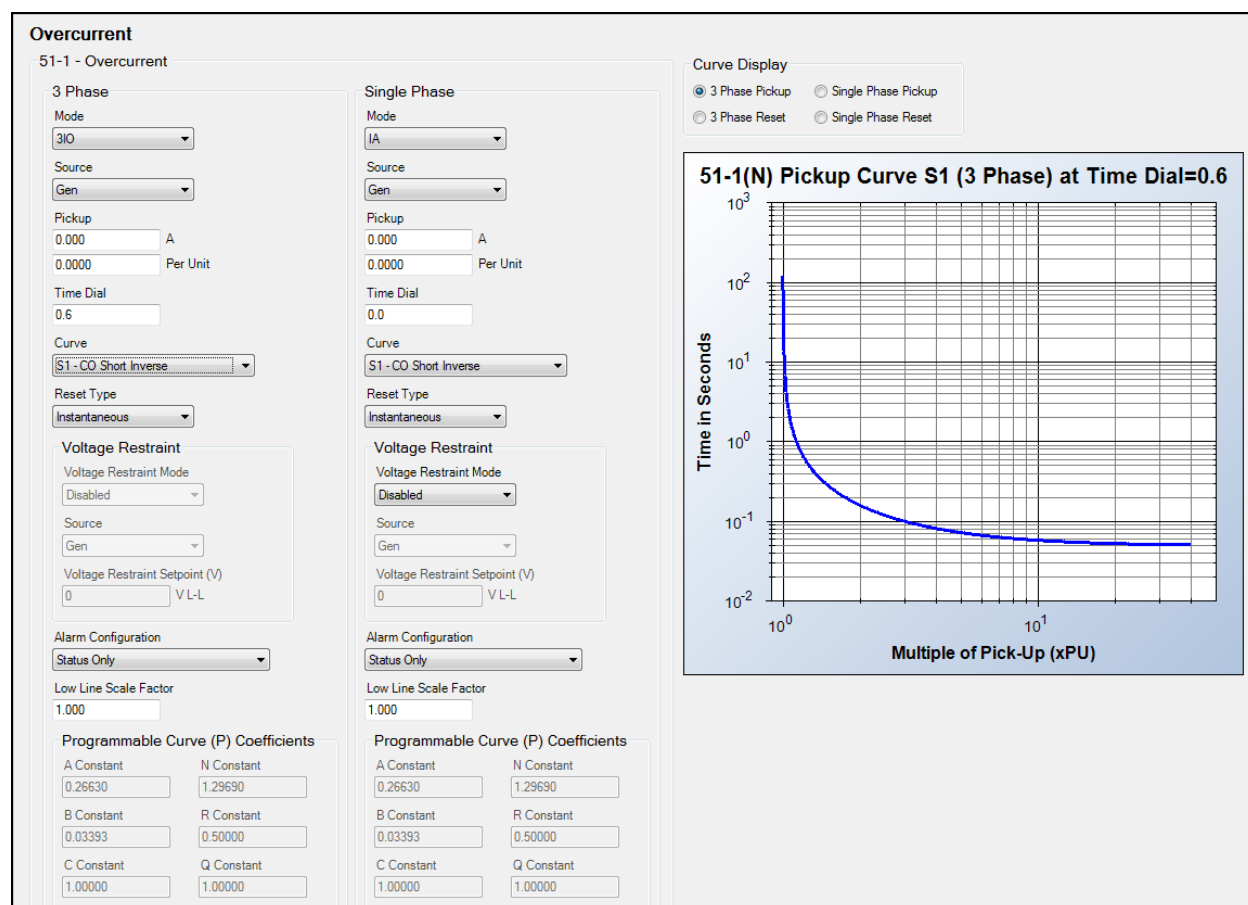 Overcurrent
51-1 - Overcurrent
3 Phase
Mode
3IO
Source
Gen
Pickup
0.000 A
0.0000 Per Unit
Time Dial
0.6
Curve
S1 - CO Short Inverse
Reset Type
Instantaneous
Voltage Restraint
Voltage Restraint Mode
Disabled
Source
Gen
Voltage Restraint Setpoint (V)
0 V L-L
Alarm Configuration
Status Only
Low Line Scale Factor
1.000
Programmable Curve (P) Coefficients
A Constant N Constant
0.26630 1.29690
B Constant R Constant
0.03393 0.50000
C Constant Q Constant
1.00000 1.00000
Single Phase
Mode
IA
Source
Gen
Pickup
0.000 A
0.0000 Per Unit
Time Dial
0.0
Curve
S1 - CO Short Inverse
Reset Type
Instantaneous
Voltage Restraint
Voltage Restraint Mode
Disabled
Source
Gen
Voltage Restraint Setpoint (V)
0 V L-L
Alarm Configuration
Status Only
Low Line Scale Factor
1.000
Programmable Curve (P) Coefficients
A Constant N Constant
0.26630 1.29690
B Constant R Constant
0.03393 0.50000
C Constant Q Constant
1.00000 1.00000
Curve Display
3 Phase Pickup Single Phase Pickup
3 Phase Reset Single Phase Reset
51-1(N) Pickup Curve S1 (3 Phase) at Time Dial=0.6
Time in Seconds
10³
10²
10¹
10⁰
10⁻¹
10⁻²
10⁰ 10¹
Multiple of Pick-Up (xPU)